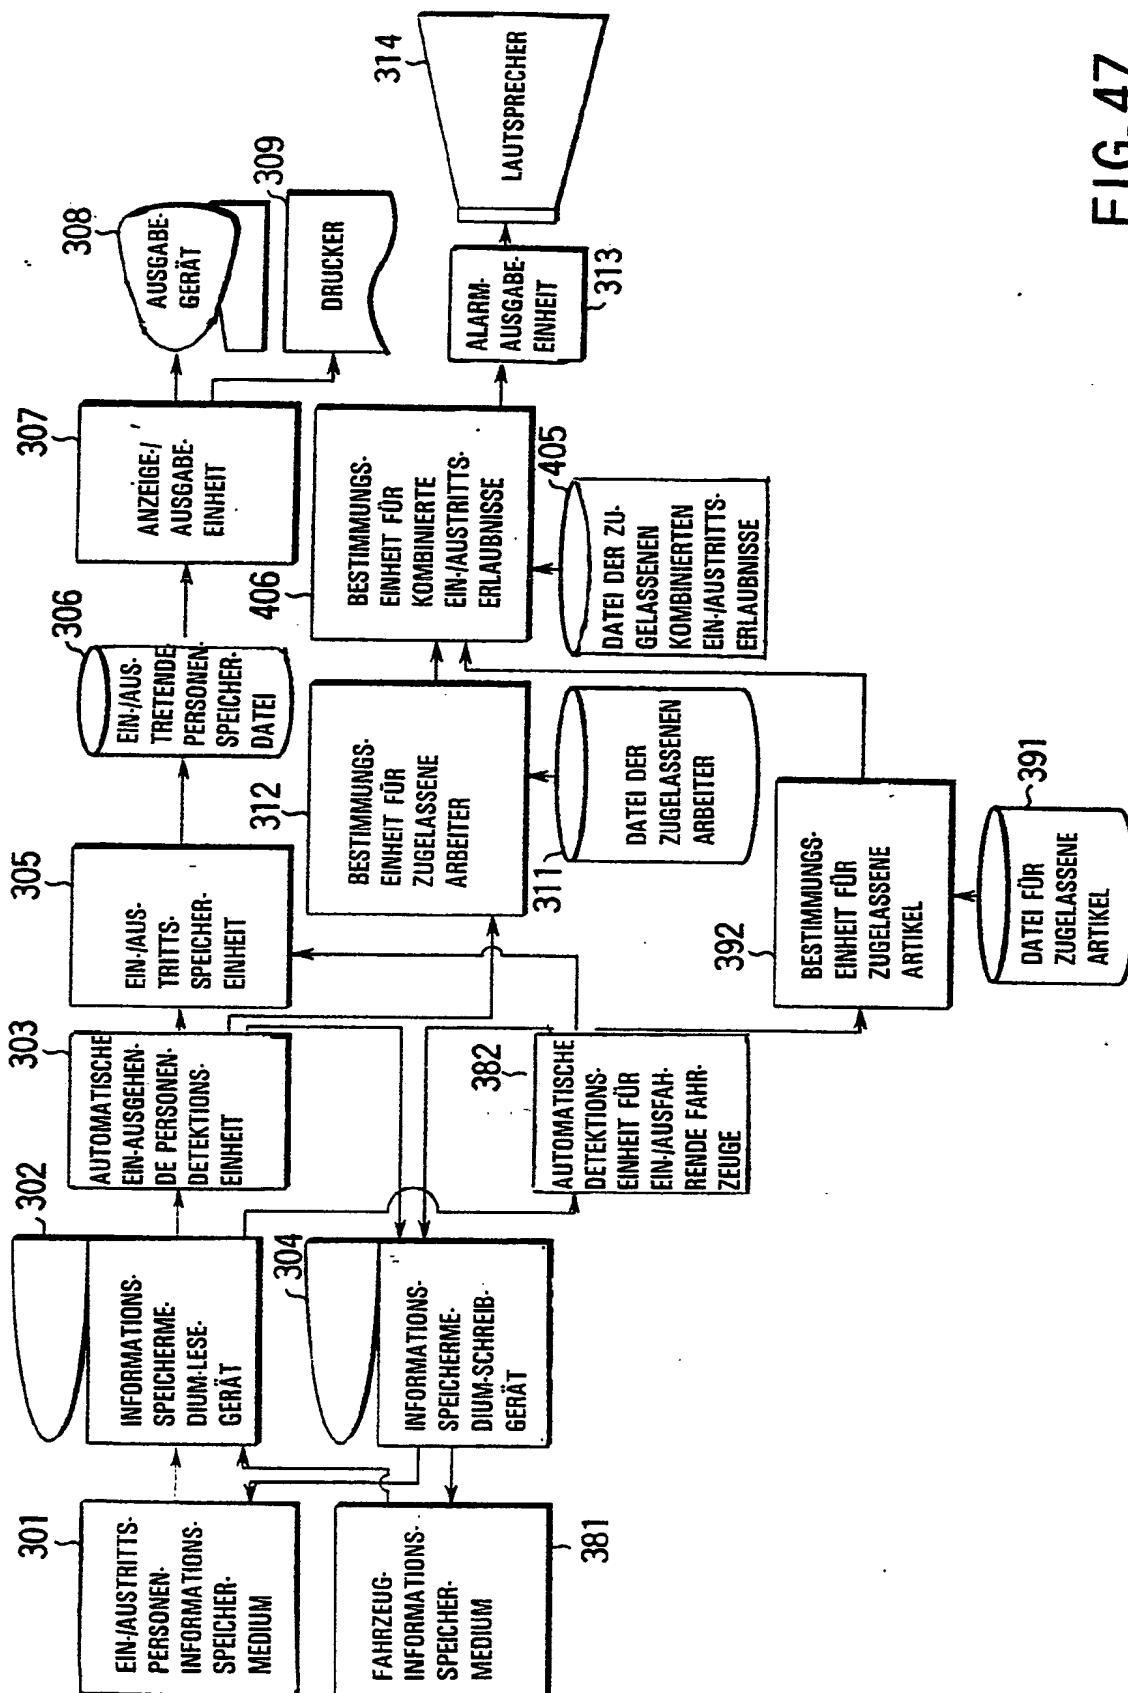 301
EIN-/AUSTRITTS-
PERSONEN-
INFORMATIONS-
SPEICHER-
MEDIUM
302
INFORMATIONS-
SPEICHERME-
DIUM-LESE-
GERÄT
303
AUTOMATISCHE
EIN-AUSGEHEN-
DE PERSONEN-
DETEKTIONS-
EINHEIT
305
EIN-/AUS-
TRITTS-
SPEICHER-
EINHEIT
306
EIN-/AUS-
TRETENDE-
PERSONEN-
SPEICHER-
DATEI
307
ANZEIGE-/
AUSGABE-
EINHEIT
308
AUSGABE-
GERÄT
309
DRUCKER
381
FAHRZEUG-
INFORMATIONS-
SPEICHER-
MEDIUM
304
INFORMATIONS-
SPEICHERME-
DIUM-SCHREIB-
GERÄT
382
AUTOMATISCHE
DETEKTIONS-
EINHEIT FÜR
EIN-/AUSFAH-
RENDE FAHR-
ZEUGE
312
BESTIMMUNGS-
EINHEIT FÜR
ZUGELASSENE
ARBEITER
311
DATEI DER
ZUGELASSENEN
ARBEITER
406
BESTIMMUNGS-
EINHEIT FÜR
KOMBINIERTE
EIN-/AUSTRITTS-
ERLAUBNISSE
405
DATEI DER ZU-
GELASSENEN
KOMBINIERTEN
EIN-/AUSTRITTS-
ERLAUBNISSE
313
ALARM-
AUSGABE-
EINHEIT
314
LAUTSPRECHER
392
BESTIMMUNGS-
EINHEIT FÜR
ZUGELASSENE
ARTIKEL
391
DATEI FÜR
ZUGELASSENE
ARTIKEL
FIG. 47